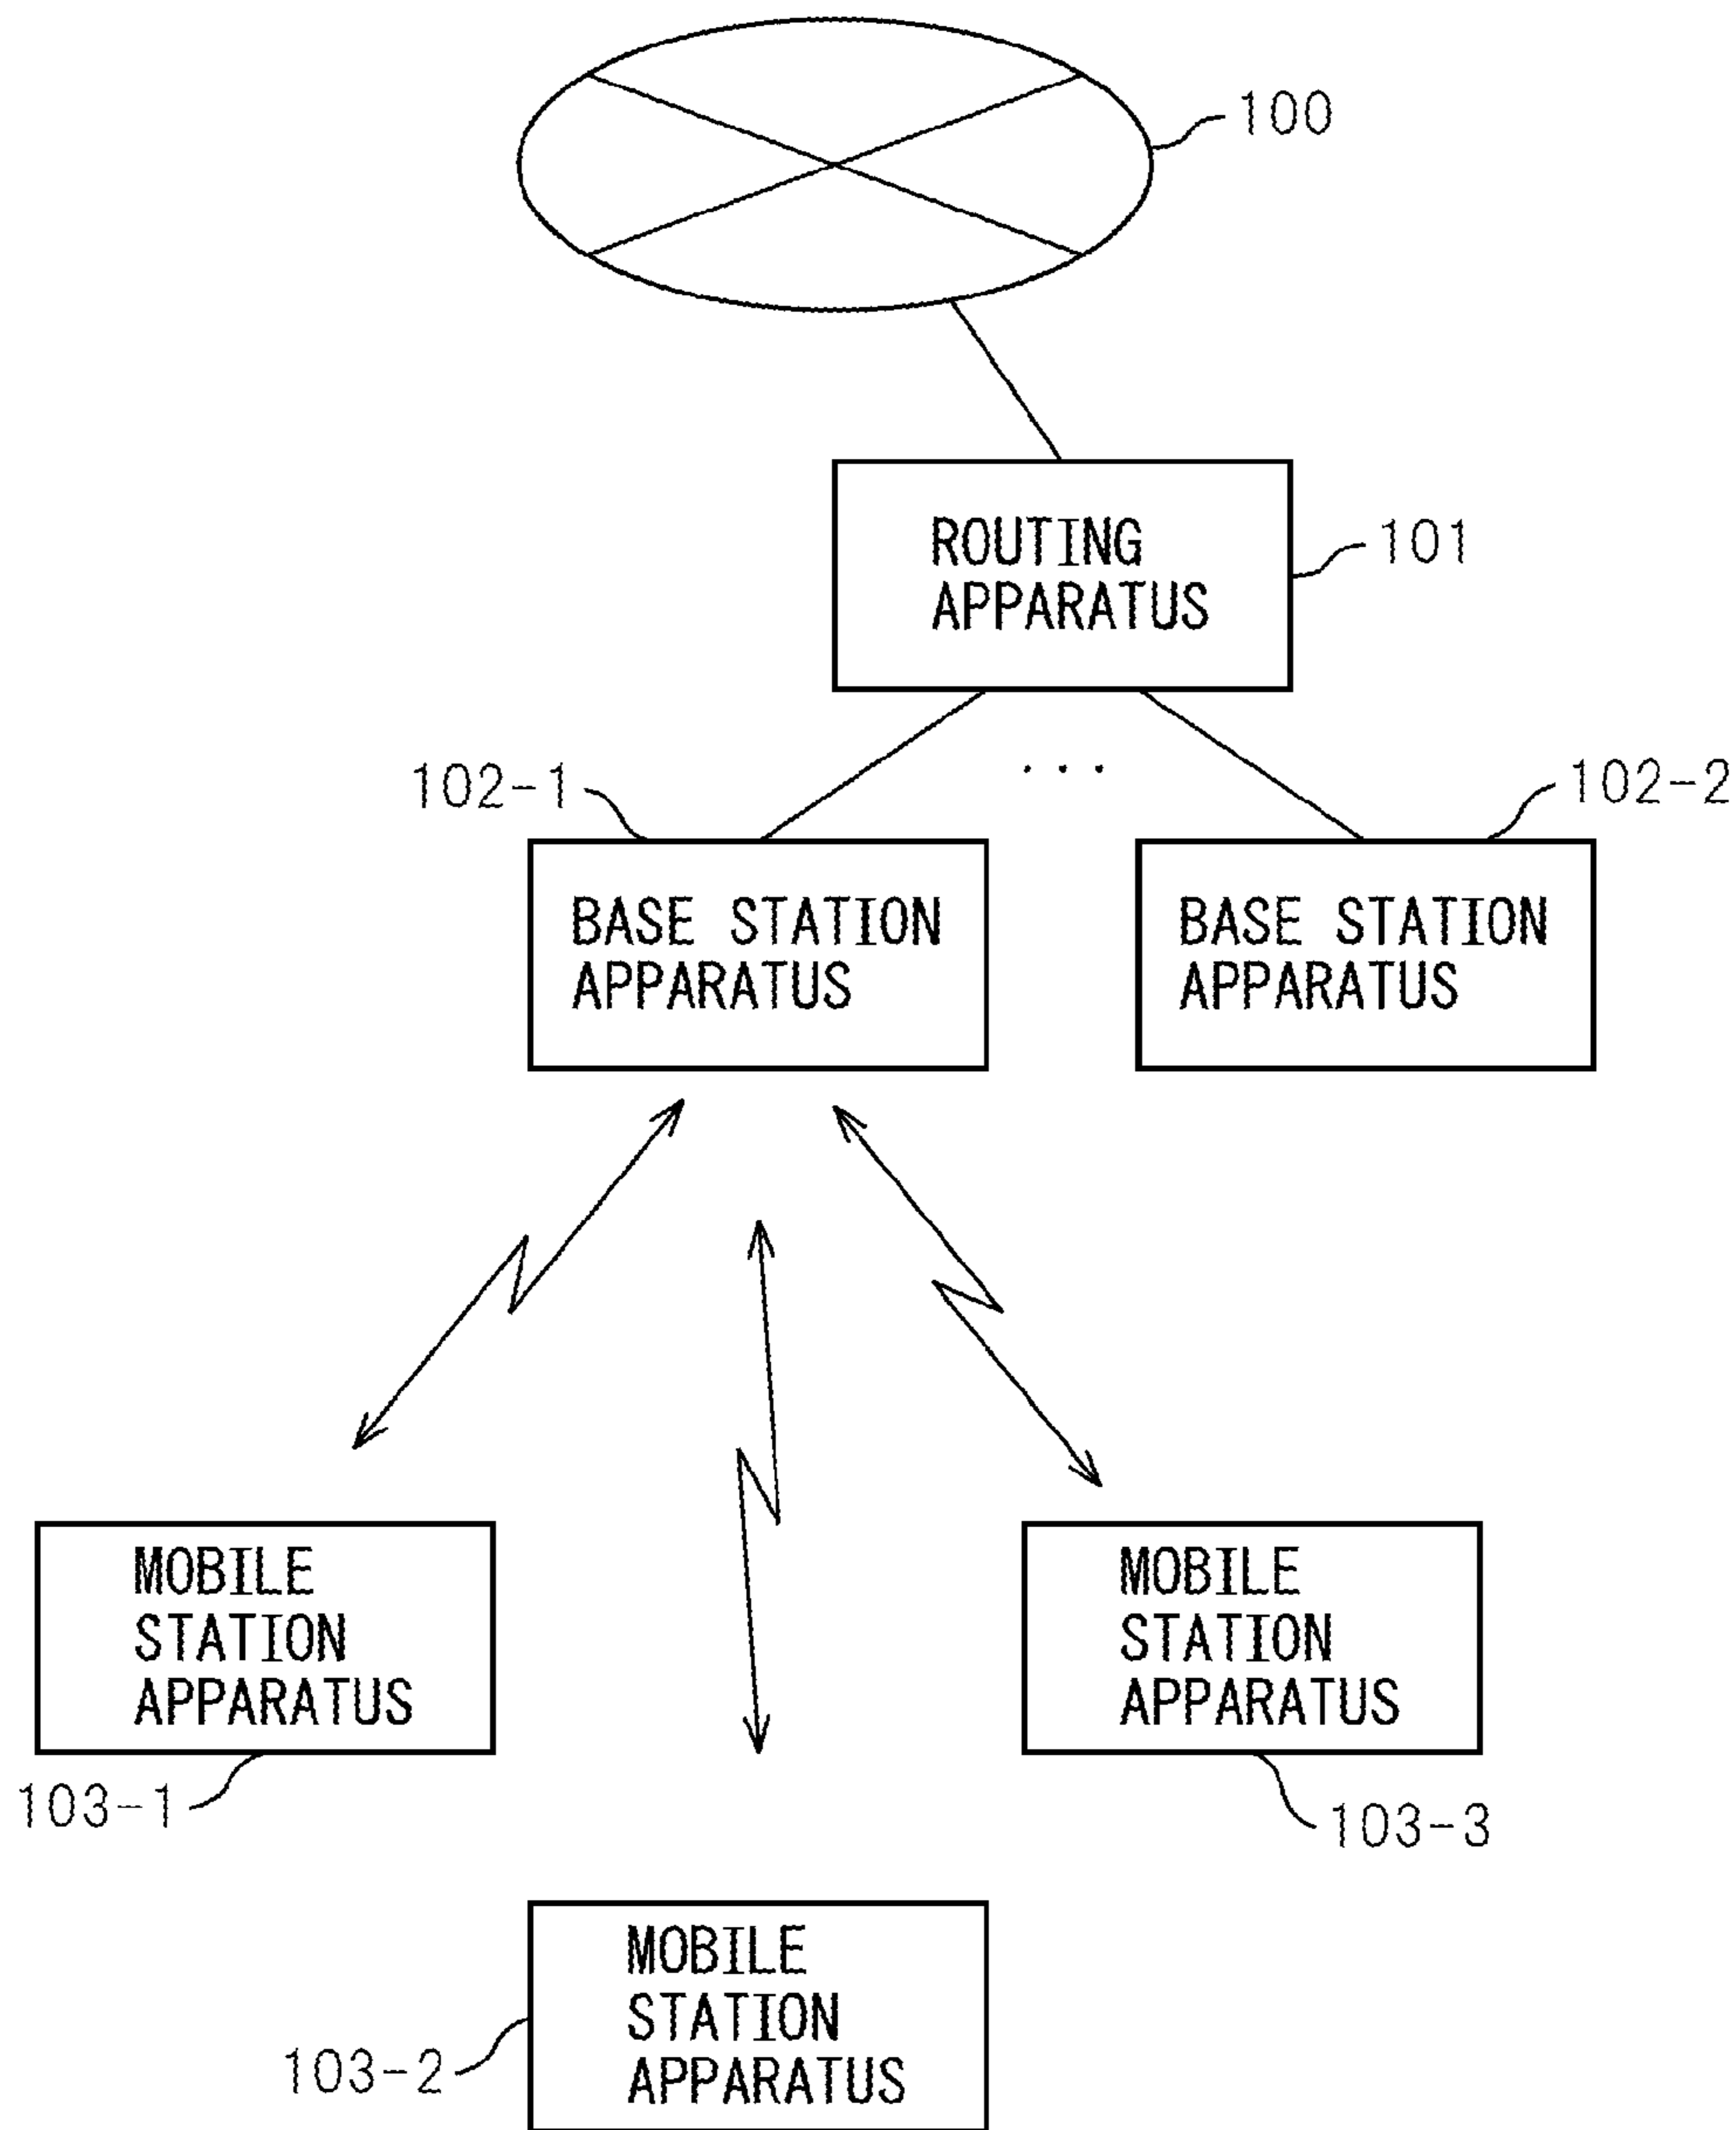 100
ROUTING
APPARATUS
101
102-1
...
102-2
BASE STATION
APPARATUS
BASE STATION
APPARATUS
MOBILE
STATION
APPARATUS
103-1
MOBILE
STATION
APPARATUS
103-3
MOBILE
STATION
APPARATUS
103-2